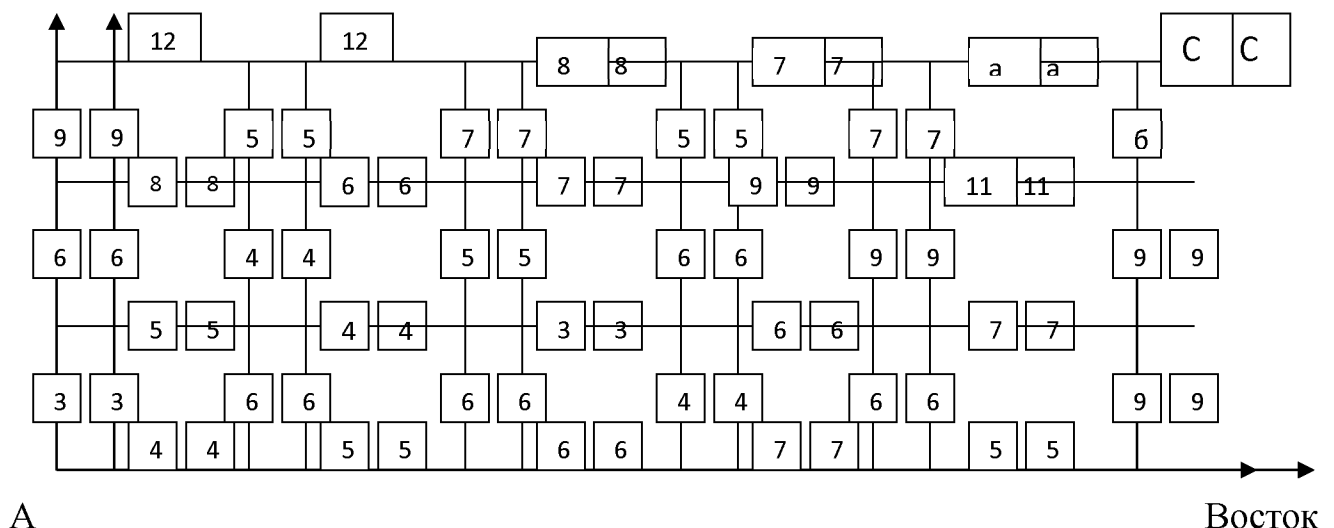 12 12 8 8 7 7 а а С С
9 9 5 5 7 7 5 5 7 7 б
8 8 6 6 7 7 9 9 11 11
6 6 4 4 5 5 6 6 9 9 9 9
5 5 4 4 3 3 6 6 7 7
3 3 6 6 6 6 4 4 6 6 9 9
4 4 5 5 6 6 7 7 5 5
А Восток